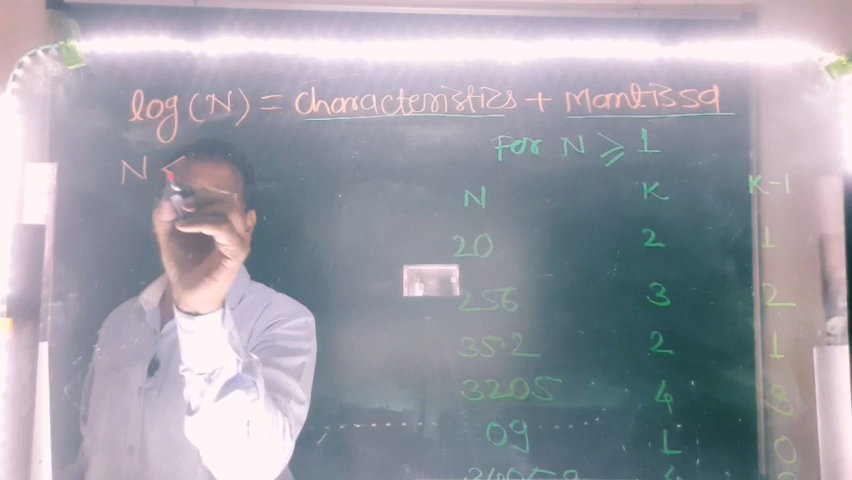 log(N) = characteristics + Mantissa
For N ⩾ 1
N <
N K K-1
20 2 1
256 3 2
35.2 2 1
3205 4 3
09 1 0